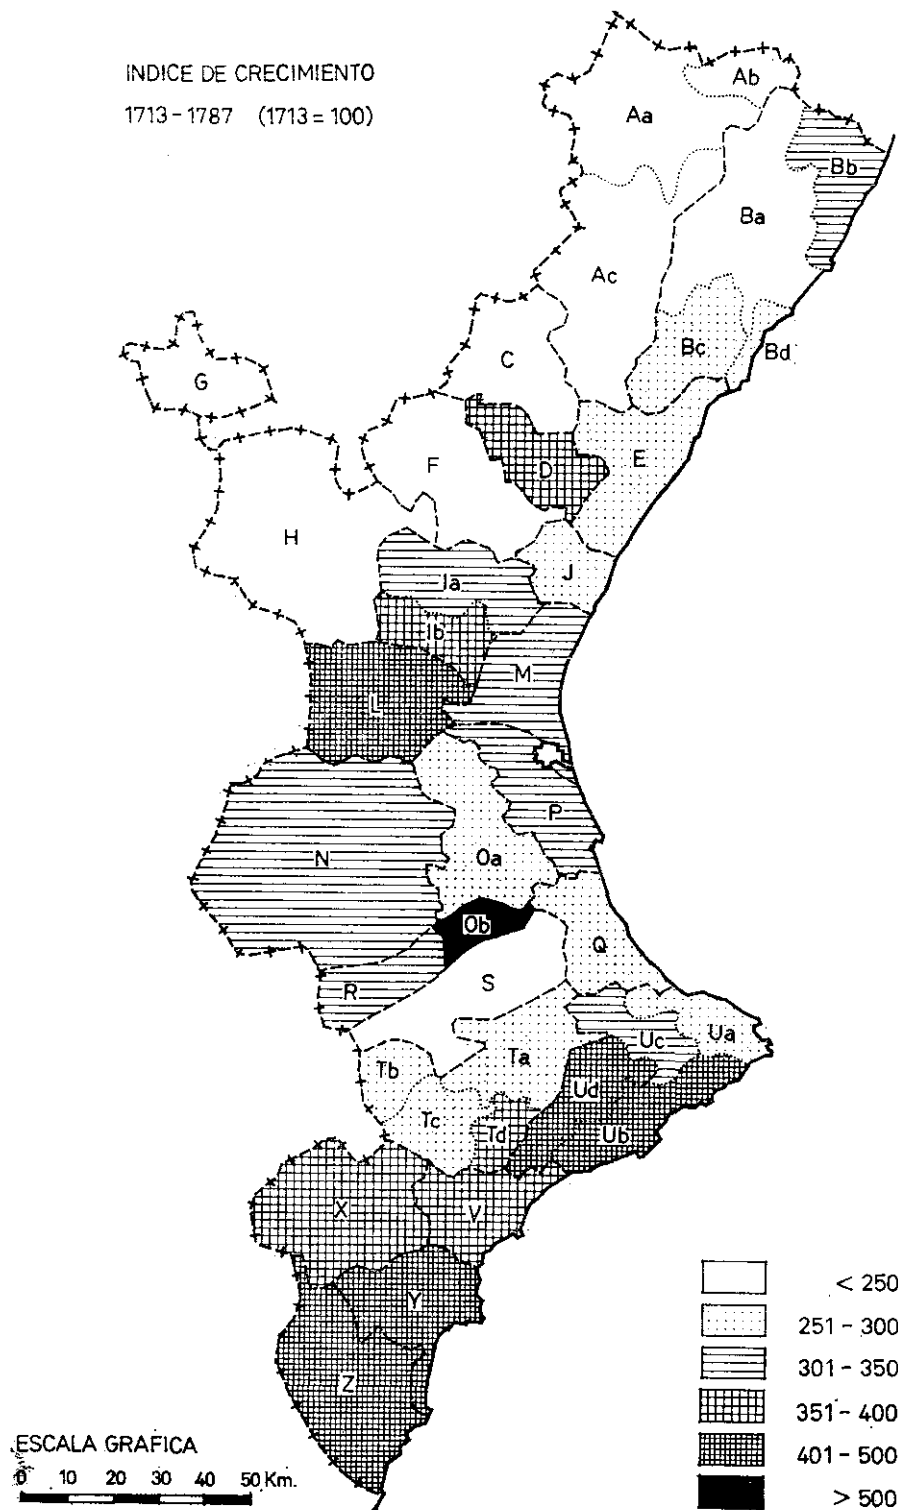 INDICE DE CRECIMIENTO
1713-1787 (1713=100)
Ab
Aa
Bb
Ba
Ac
Bc
Bd
C
G
D
E
F
H
J
Ia
Ib
M
L
P
N
Oa
Ob
Q
S
R
Uc
Ua
Ta
Tb
Ud
Tc
Td
Ub
X
V
Y
Z
< 250
251-300
301-350
351-400
401-500
> 500
ESCALA GRAFICA
0 10 20 30 40 50 Km.